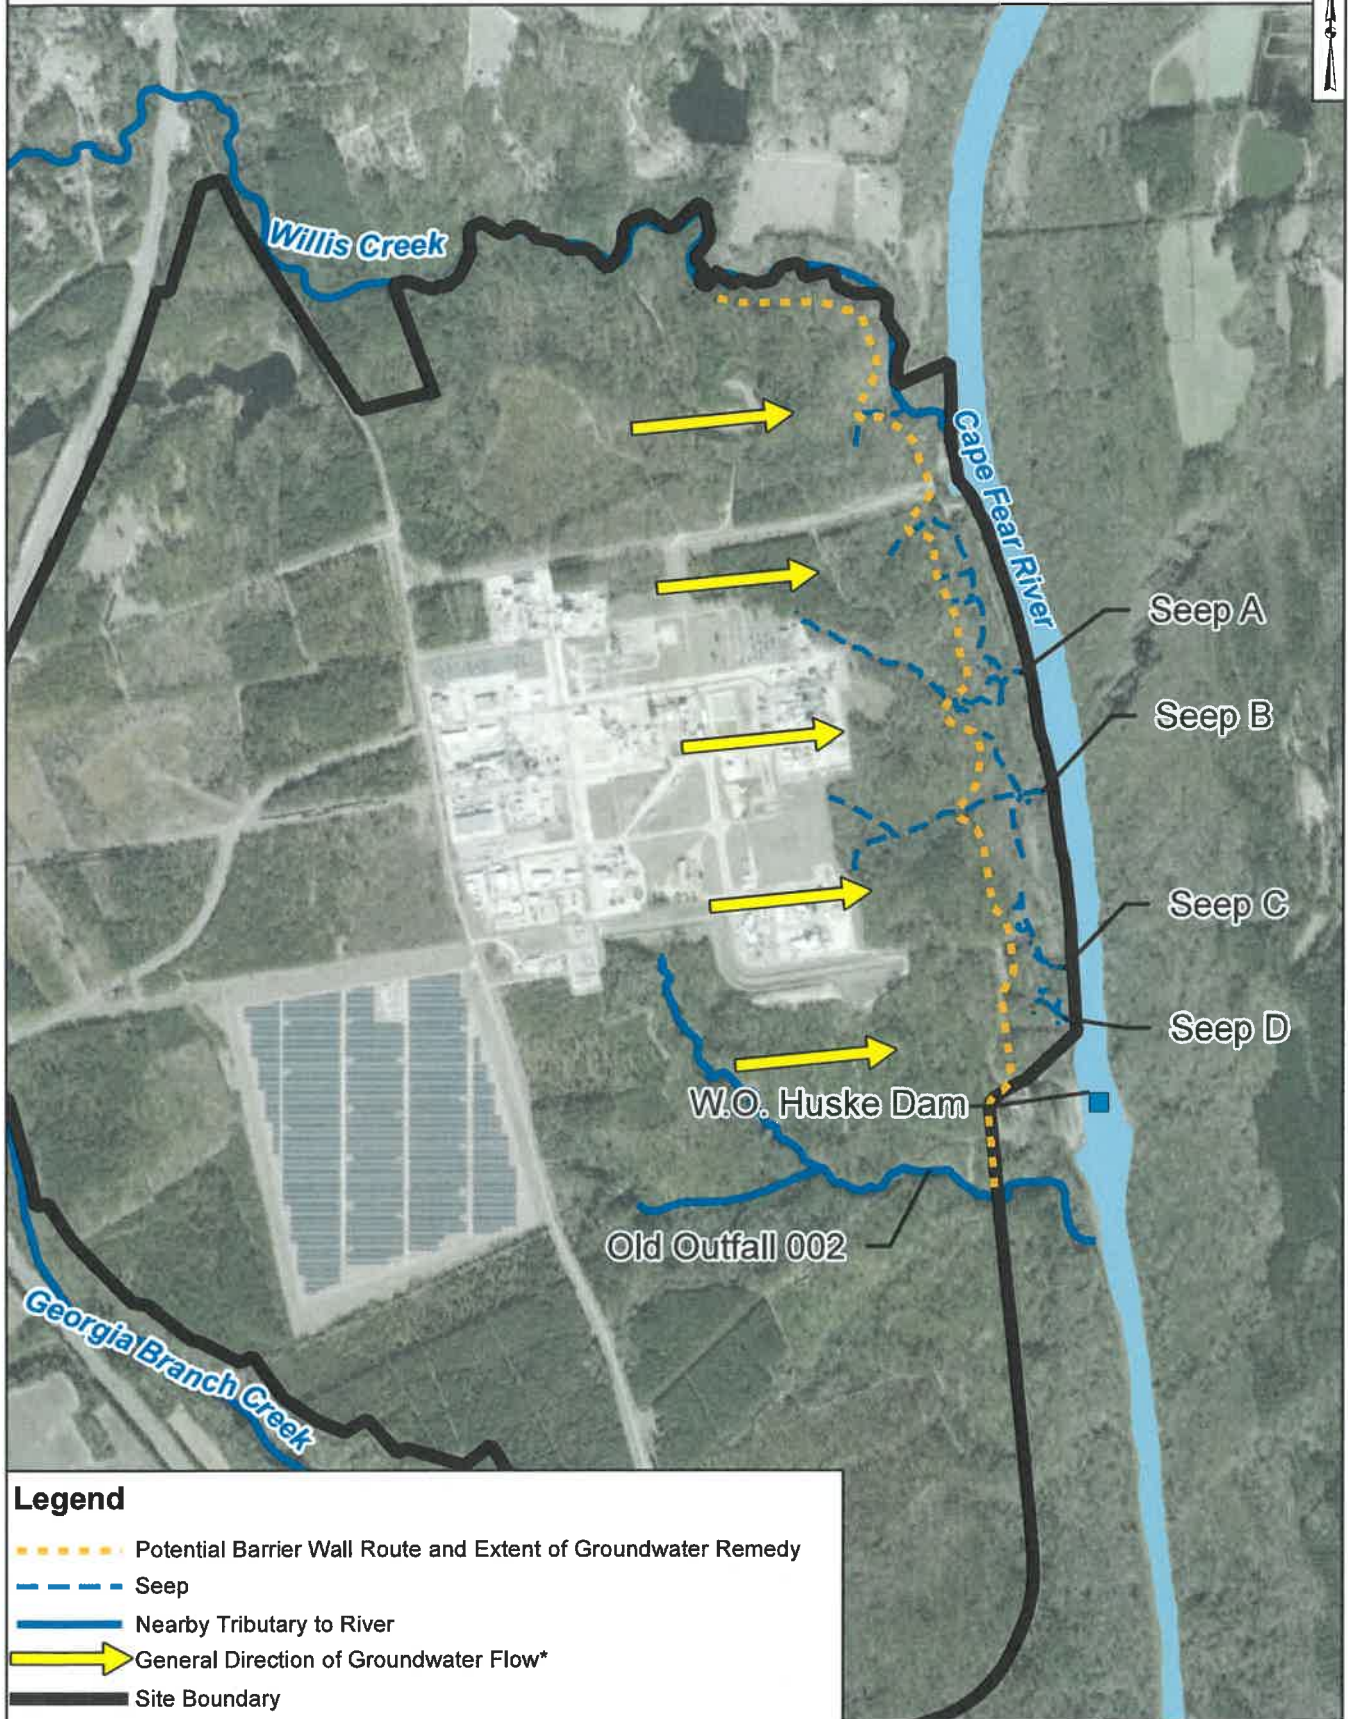 Willis Creek
Cape Fear River
Seep A
Seep B
Seep C
Seep D
W.O. Huske Dam
Old Outfall 002
Georgia Branch Creek
Legend
Potential Barrier Wall Route and Extent of Groundwater Remedy
Seep
Nearby Tributary to River
General Direction of Groundwater Flow*
Site Boundary